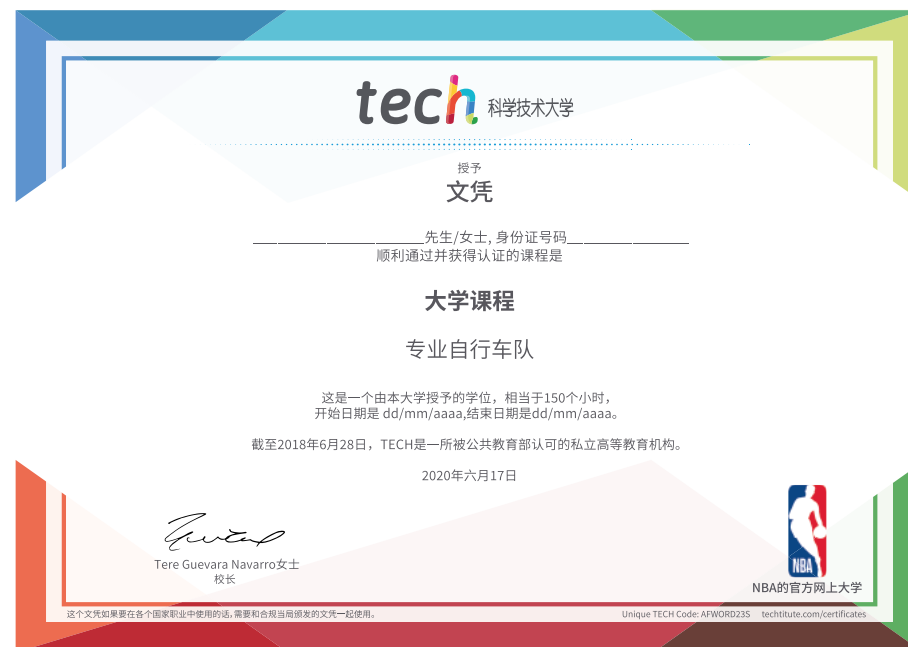 tech 科学技术大学
授予
文凭
______________________先生/女士, 身份证号码________________
顺利通过并获得认证的课程是
大学课程
专业自行车队
这是一个由本大学授予的学位，相当于150个小时，
开始日期是 dd/mm/aaaa,结束日期是dd/mm/aaaa。
截至2018年6月28日，TECH是一所被公共教育部认可的私立高等教育机构。
2020年六月17日
Tere Guevara Navarro女士
校长
NBA
NBA的官方网上大学
这个文凭如果要在各个国家职业中使用的话,需要和合规当局颁发的文凭一起使用。
Unique TECH Code: AFWORD23S techtitute.com/certificates